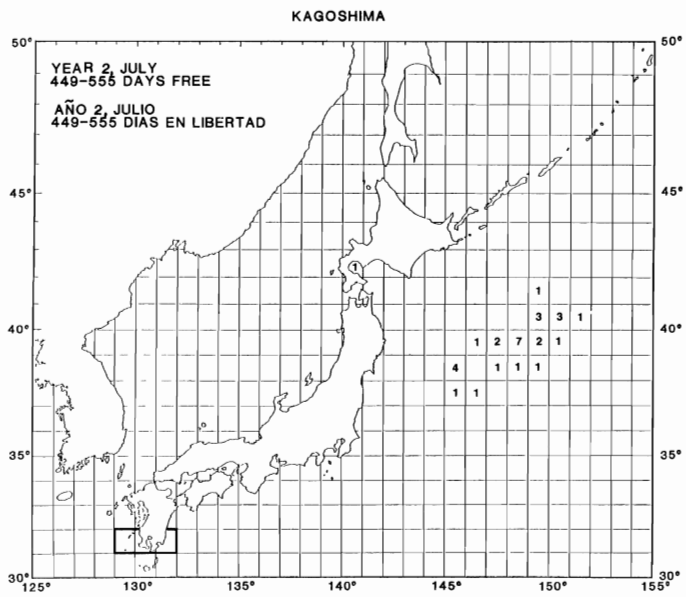 KAGOSHIMA
50° 50°
YEAR 2, JULY
449-555 DAYS FREE
AÑO 2, JULIO
449-555 DIAS EN LIBERTAD
45° 45°
1
1
3 3 1
40° 40°
1 2 7 2 1
4 1 1 1
1 1
35° 35°
30° 30°
125° 130° 135° 140° 145° 150° 155°